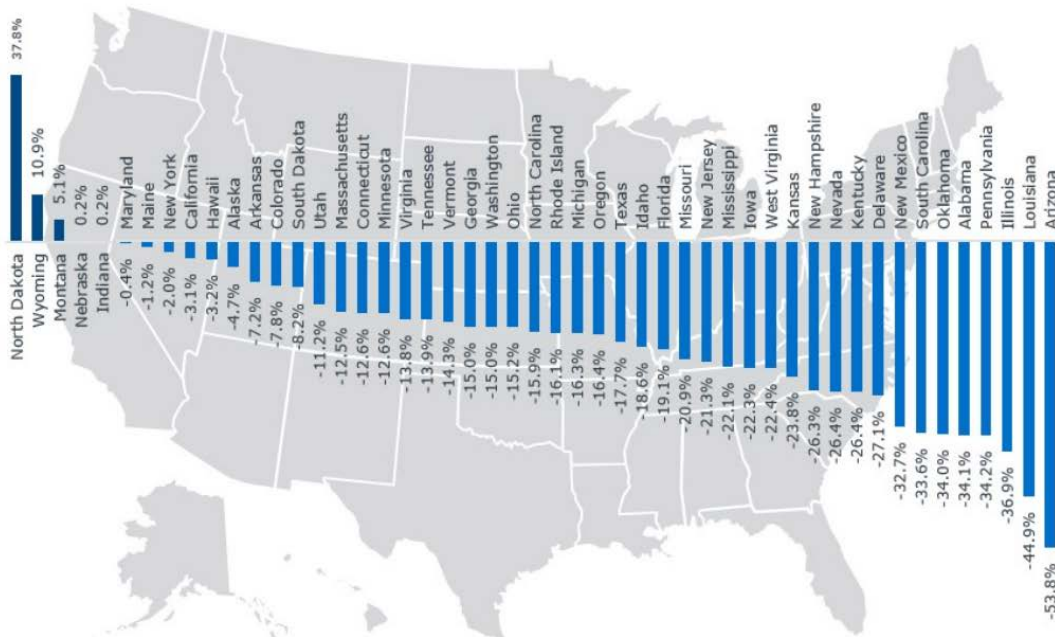 North Dakota 37.8%
Wyoming 10.9%
Montana 5.1%
Nebraska 0.2%
Indiana 0.2%
Maryland -0.4%
Maine -1.2%
New York -2.0%
California -3.1%
Hawaii -3.2%
Alaska -4.7%
Arkansas -7.2%
Colorado -7.8%
South Dakota -8.2%
Utah -11.2%
Massachusetts -12.5%
Connecticut -12.6%
Minnesota -12.6%
Virginia -13.8%
Tennessee -13.9%
Vermont -14.3%
Georgia -15.0%
Washington -15.0%
Ohio -15.2%
North Carolina -15.9%
Rhode Island -16.1%
Michigan -16.3%
Oregon -16.4%
Texas -17.7%
Idaho -18.6%
Florida -19.1%
Missouri -20.9%
New Jersey -21.3%
Mississippi -22.1%
Iowa -22.3%
West Virginia -22.4%
Kansas -23.8%
New Hampshire -26.3%
Nevada -26.4%
Kentucky -26.4%
Delaware -27.1%
New Mexico -32.7%
South Carolina -33.6%
Oklahoma -34.0%
Alabama -34.1%
Pennsylvania -34.2%
Illinois -36.9%
Louisiana -44.9%
Arizona -53.8%